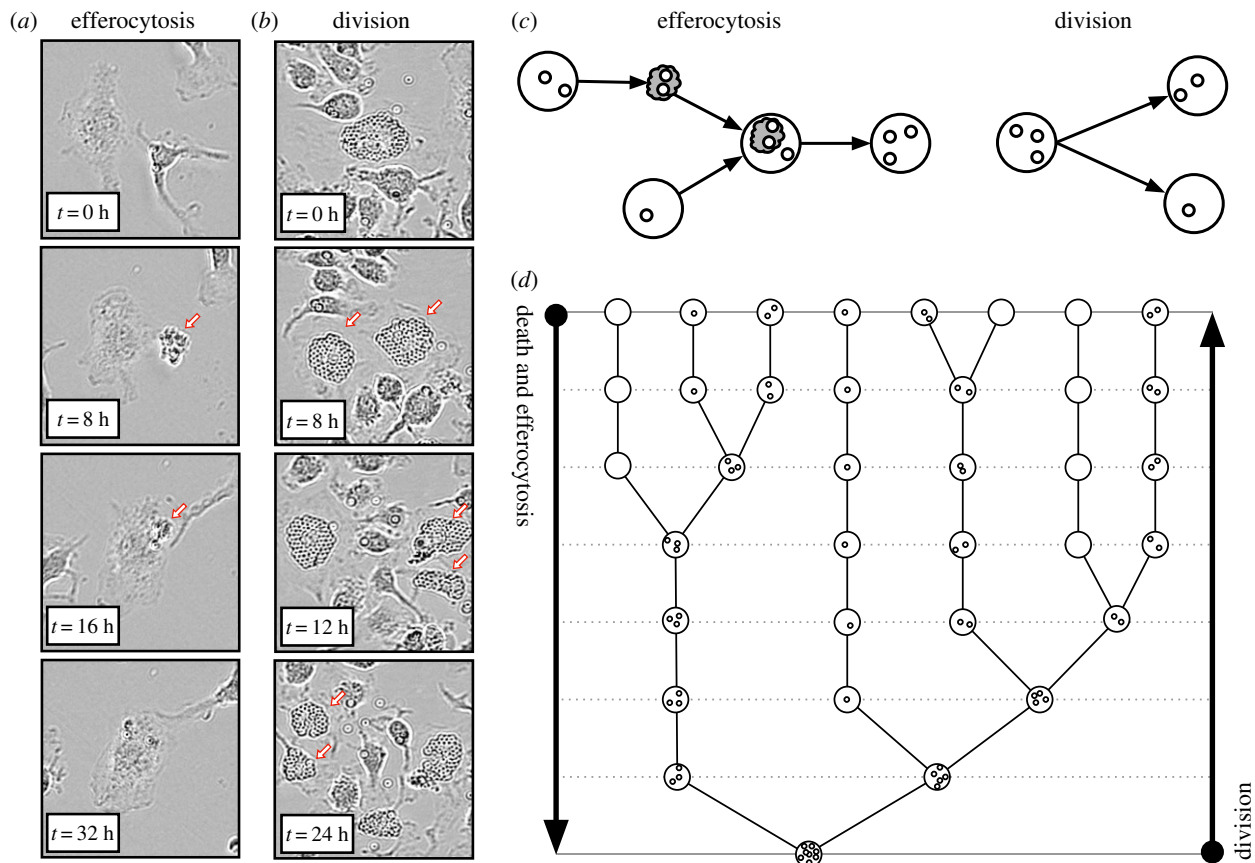 (a) efferocytosis
(b) division
(c) efferocytosis division
t = 0 h
t = 8 h
t = 16 h
t = 32 h
t = 0 h
t = 8 h
t = 12 h
t = 24 h
(d)
death and efferocytosis
division